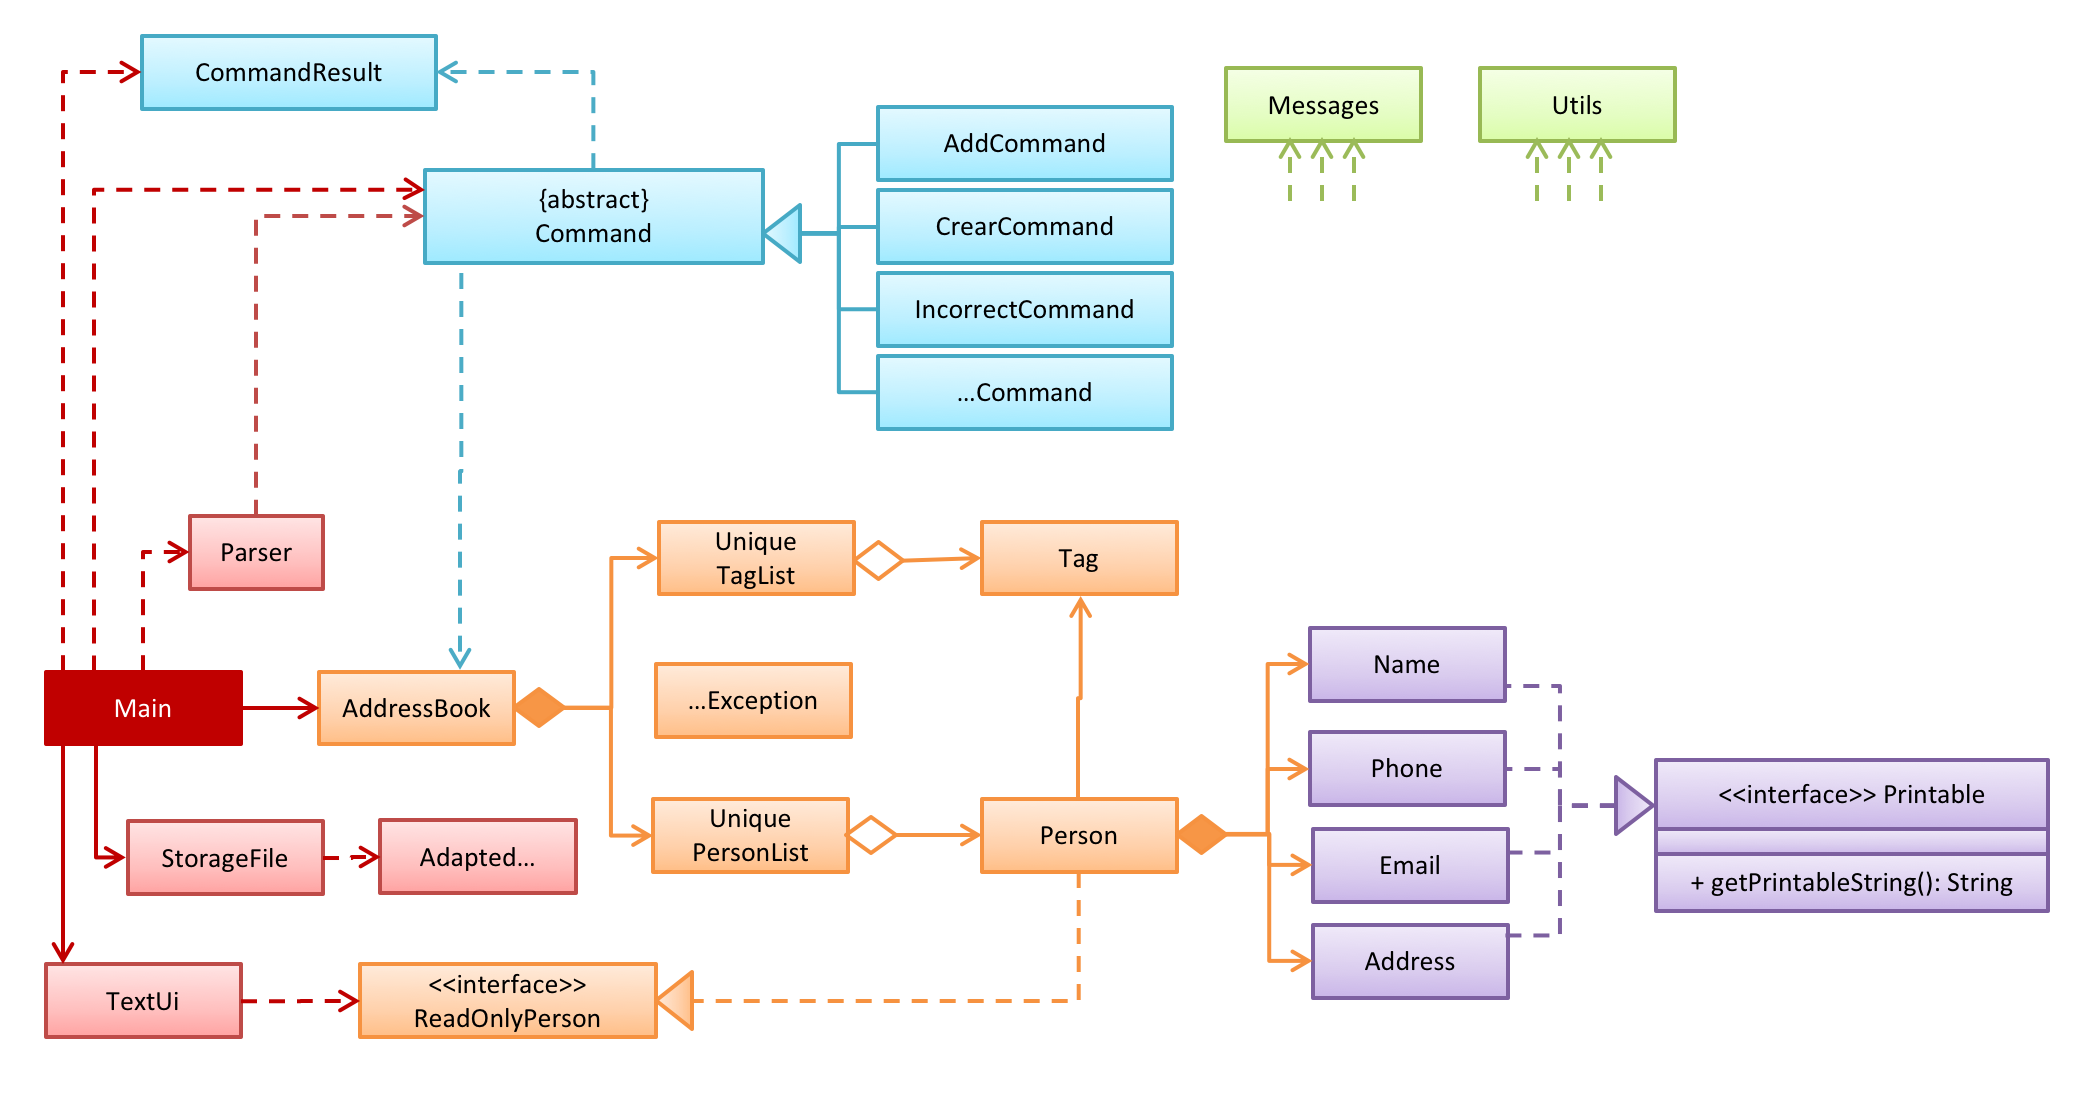 CommandResult
Messages
Utils
AddCommand
{abstract}
Command
CrearCommand
IncorrectCommand
...Command
Parser
Unique
TagList
Tag
Main
AddressBook
...Exception
Name
Phone
<<interface>> Printable
+ getPrintableString(): String
Unique
PersonList
Person
StorageFile
Adapted...
Email
Address
TextUi
<<interface>>
ReadOnlyPerson